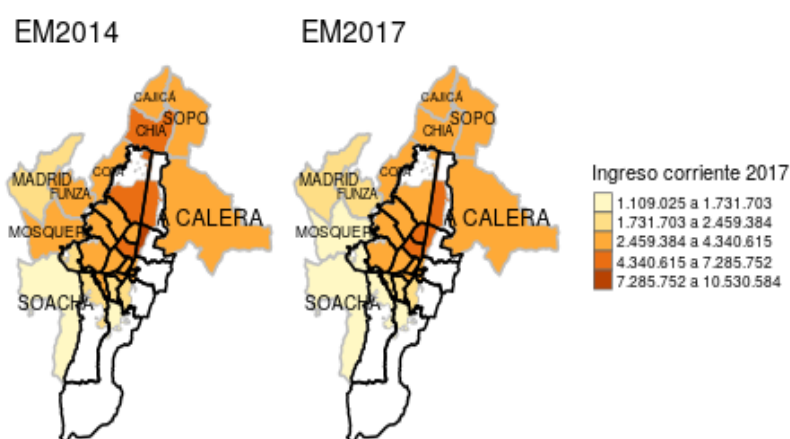 EM2014
EM2017
CAJICÁ
SOPO
CHIA
MADRID
FUNZA
COTA
A CALERA
MOSQUER
SOACHA
CAJICÁ
SOPO
CHIA
MADRID
FUNZA
COTA
A CALERA
MOSQUER
SOACHA
Ingreso corriente 2017
1.109.025 a 1.731.703
1.731.703 a 2.459.384
2.459.384 a 4.340.615
4.340.615 a 7.285.752
7.285.752 a 10.530.584